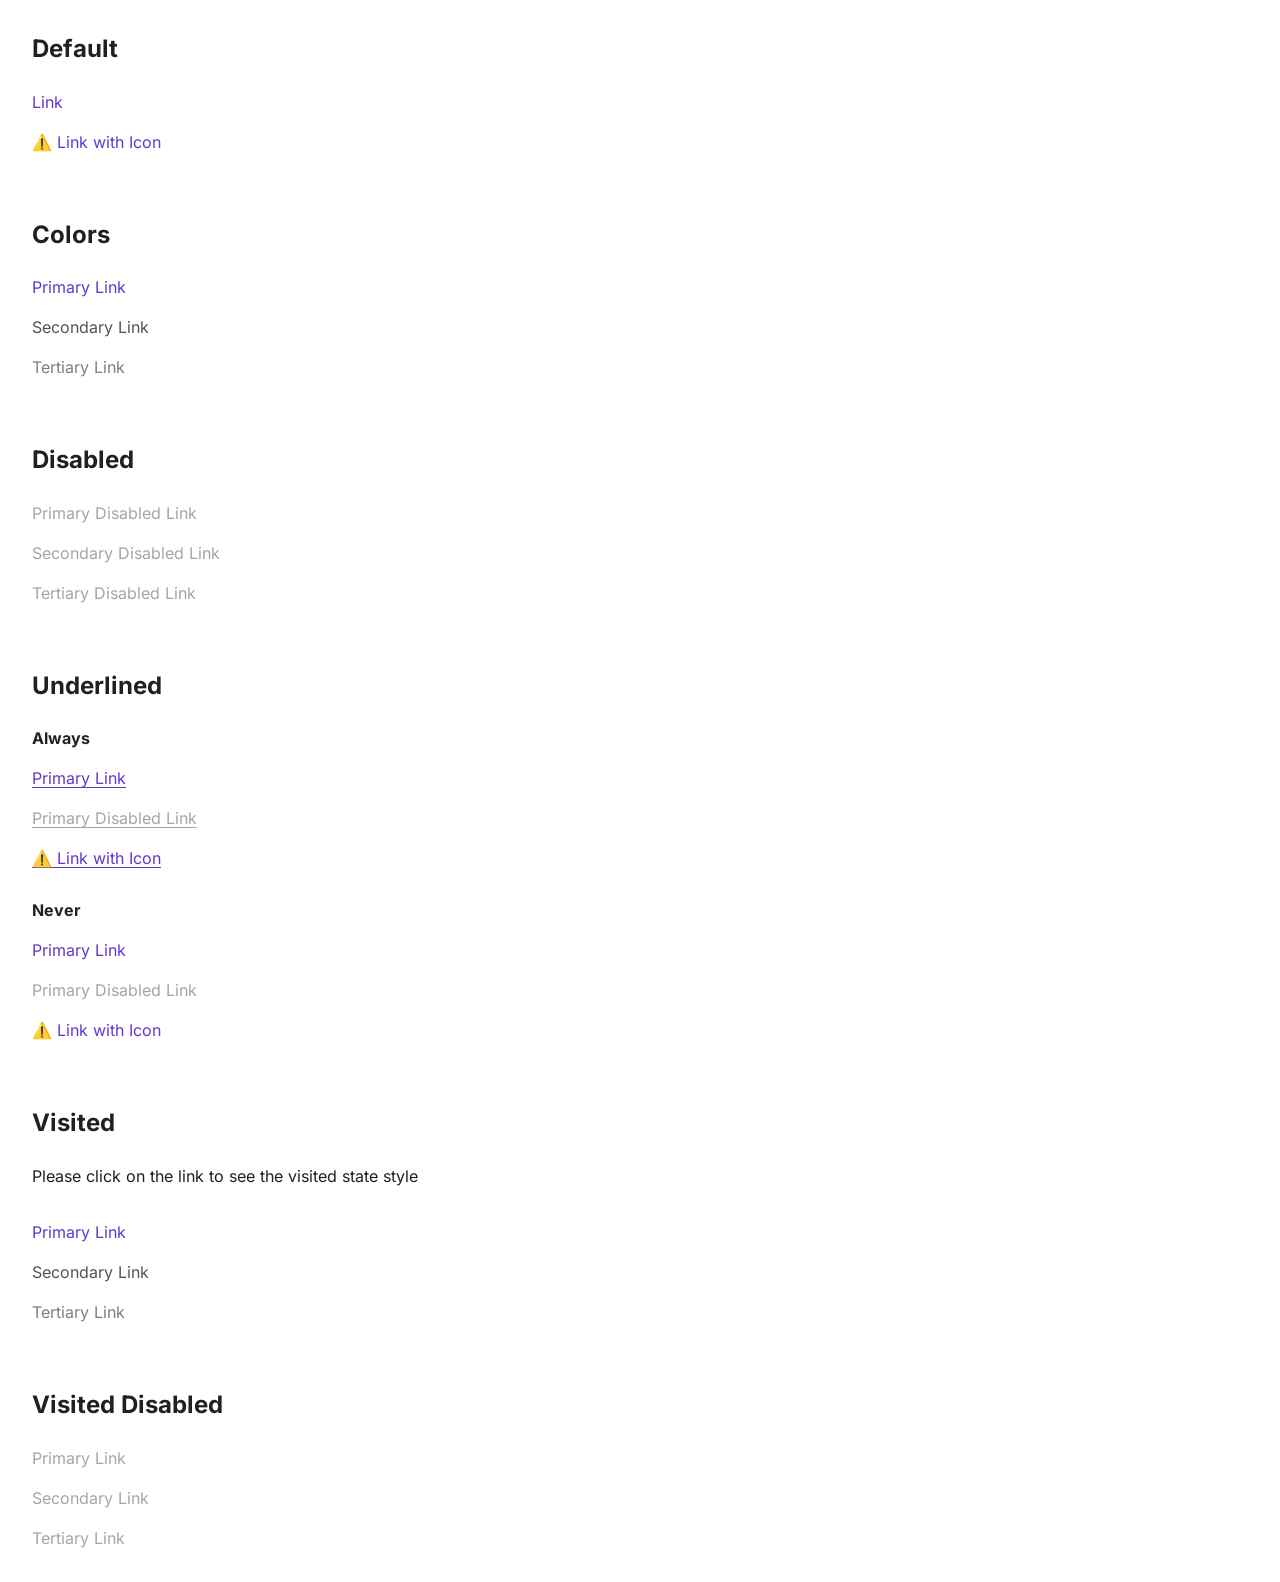 Default
Link
⚠️ Link with Icon
Colors
Primary Link
Secondary Link
Tertiary Link
Disabled
Primary Disabled Link
Secondary Disabled Link
Tertiary Disabled Link
Underlined
Always
Primary Link
Primary Disabled Link
⚠️ Link with Icon
Never
Primary Link
Primary Disabled Link
⚠️ Link with Icon
Visited
Please click on the link to see the visited state style
Primary Link
Secondary Link
Tertiary Link
Visited Disabled
Primary Link
Secondary Link
Tertiary Link